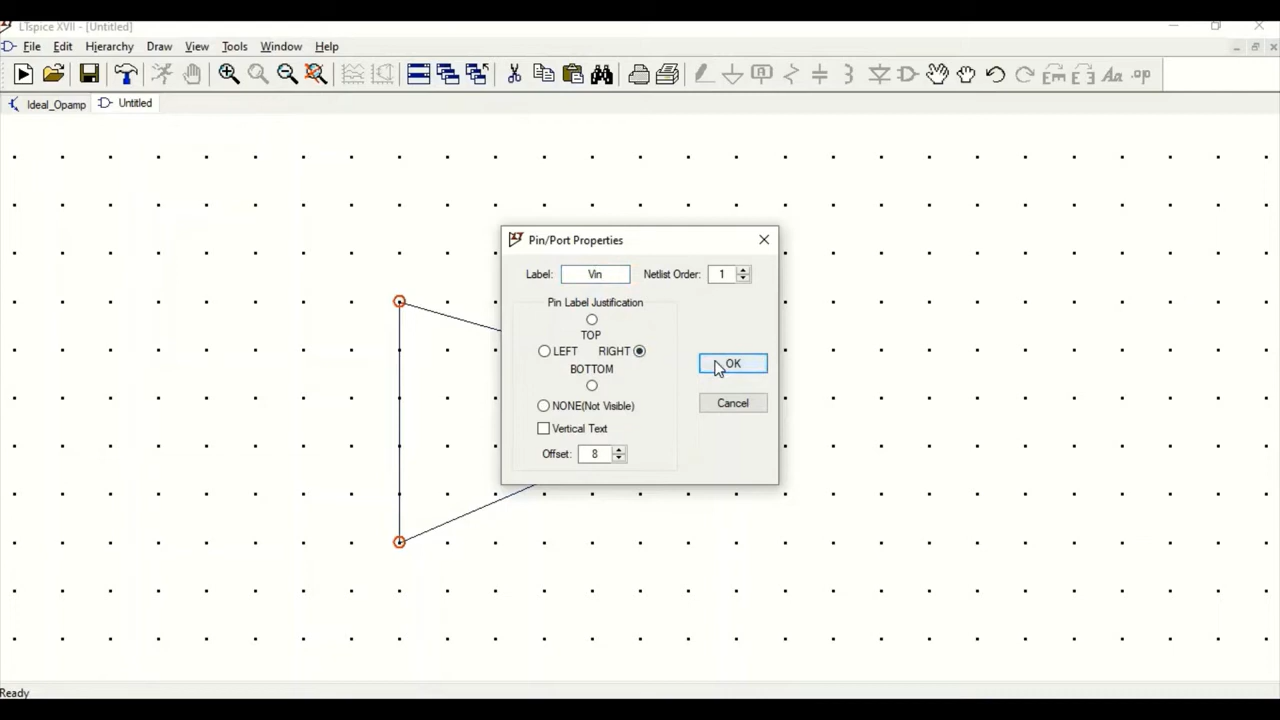 LTspice XVII - [Untitled]
File Edit Hierarchy Draw View Tools Window Help
Aa .op
Ideal_Opamp Untitled
Pin/Port Properties
Label: Vin Netlist Order: 1
Pin Label Justification
TOP
LEFT RIGHT
BOTTOM
OK
NONE(Not Visible)
Cancel
Vertical Text
Offset: 8
Ready